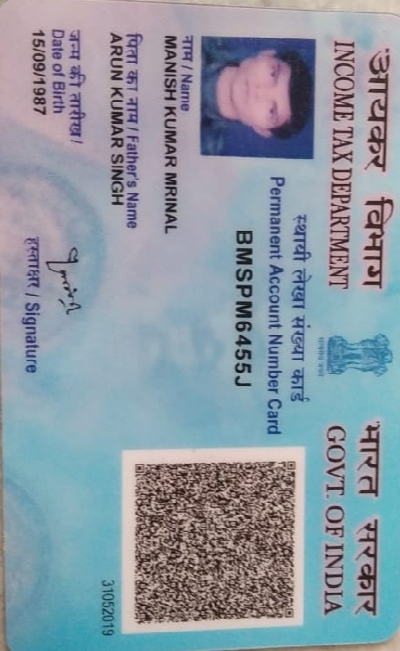 आयकर विभाग
INCOME TAX DEPARTMENT
भारत सरकार
GOVT. OF INDIA
सत्यमेव जयते
स्थायी लेखा संख्या कार्ड
Permanent Account Number Card
BMSPM6455J
नाम / Name
MANISH KUMAR MRINAL
पिता का नाम / Father's Name
ARUN KUMAR SINGH
जन्म की तारीख /
Date of Birth
15/09/1987
हस्ताक्षर / Signature
31052019